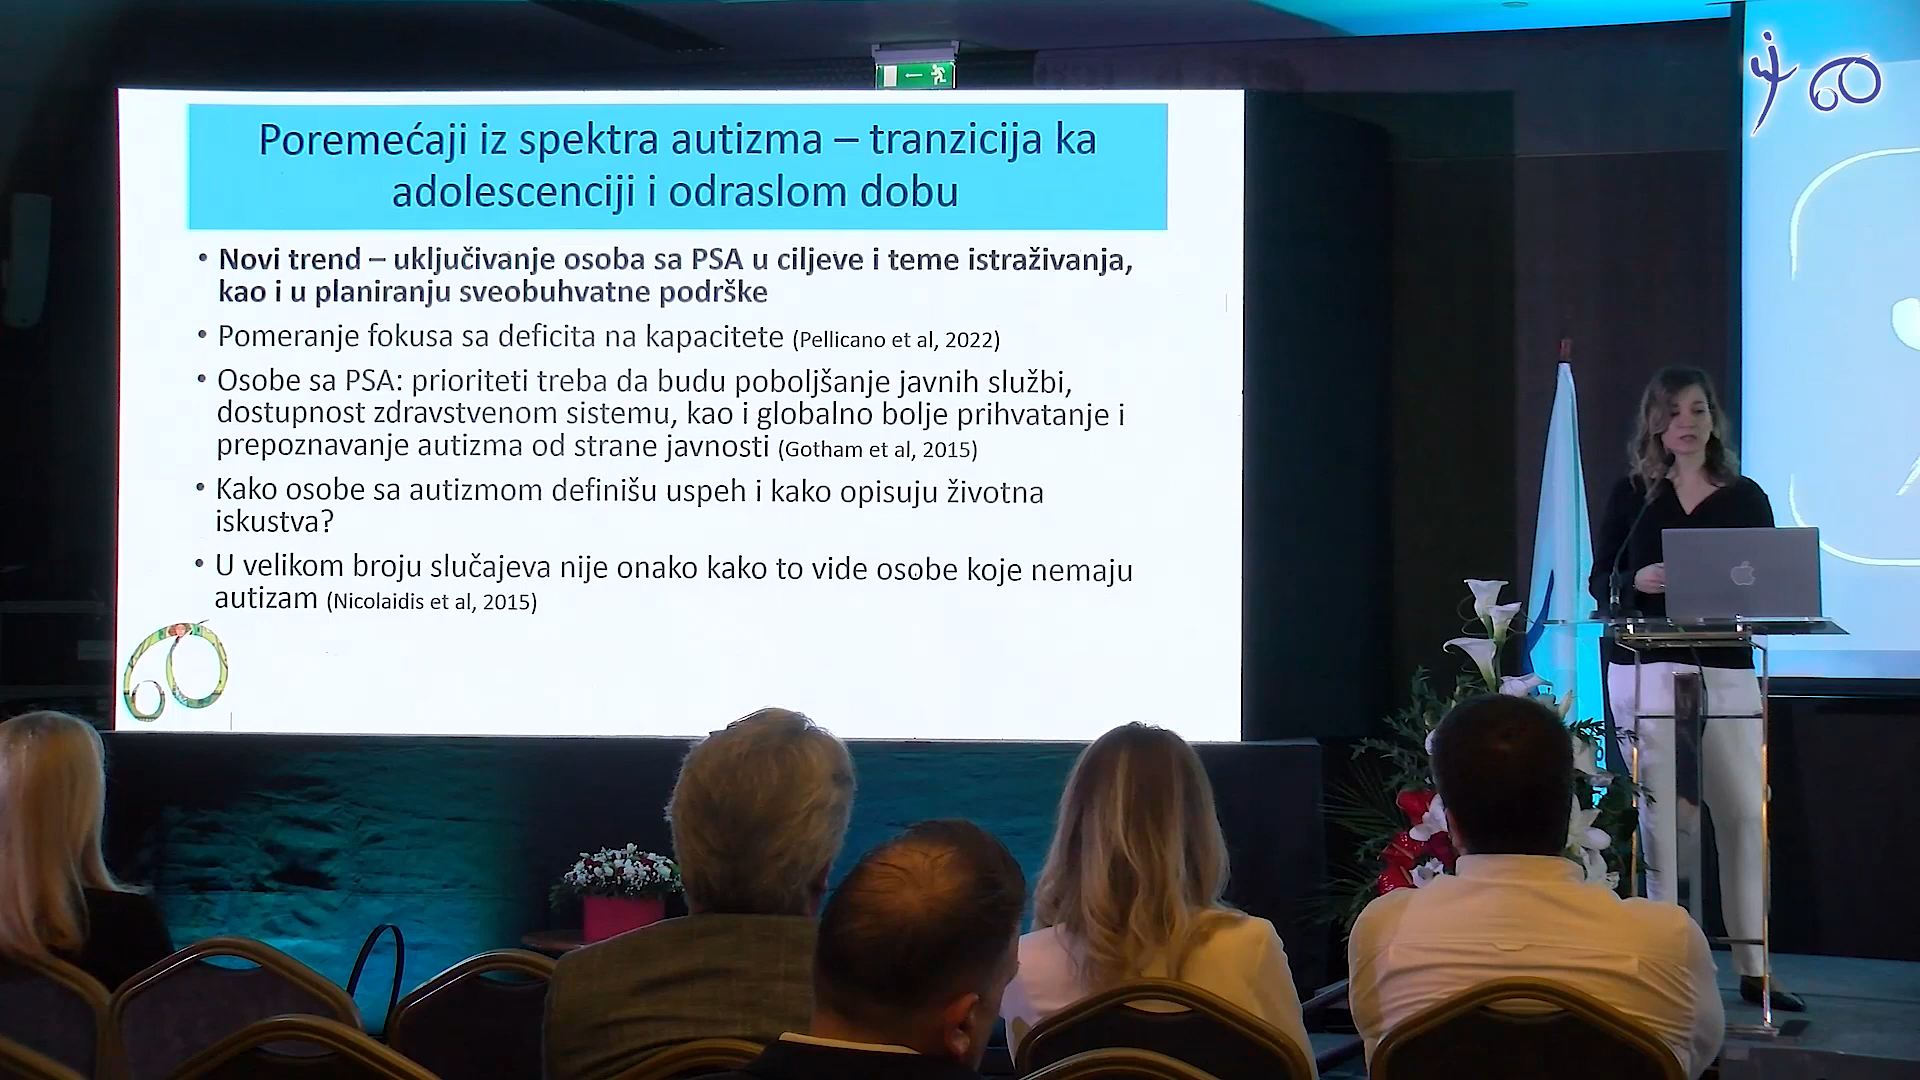 Poremećaji iz spektra autizma – tranzicija ka
adolescenciji i odraslom dobu
• Novi trend – uključivanje osoba sa PSA u ciljeve i teme istraživanja,
kao i u planiranju sveobuhvatne podrške
• Pomeranje fokusa sa deficita na kapacitete (Pellicano et al, 2022)
• Osobe sa PSA: prioriteti treba da budu poboljšanje javnih službi,
dostupnost zdravstvenom sistemu, kao i globalno bolje prihvatanje i
prepoznavanje autizma od strane javnosti (Gotham et al, 2015)
• Kako osobe sa autizmom definišu uspeh i kako opisuju životna
iskustva?
• U velikom broju slučajeva nije onako kako to vide osobe koje nemaju
autizam (Nicolaidis et al, 2015)
60
60